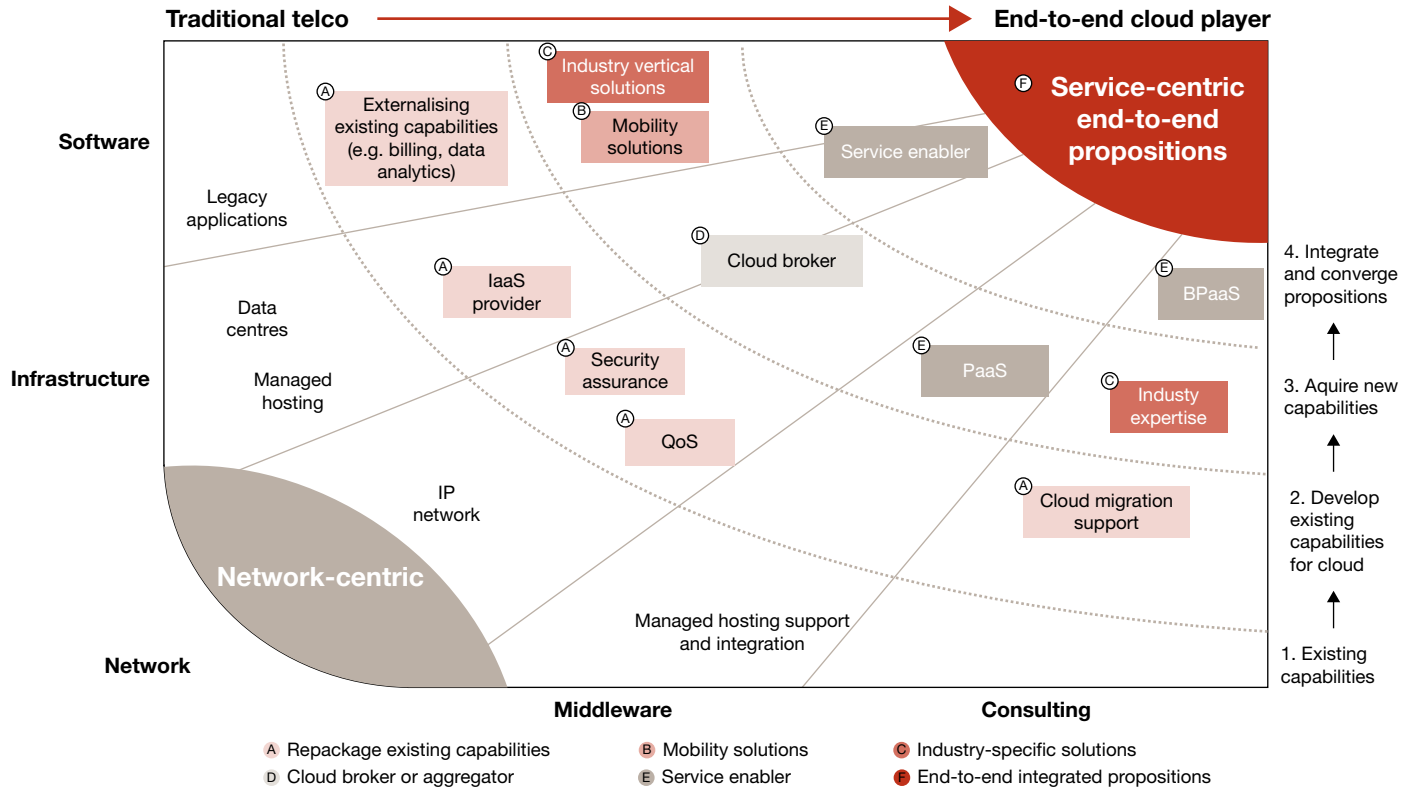 Traditional telco
End-to-end cloud player
Software
Infrastructure
Network
A
Externalising
existing capabilities
(e.g. billing, data
analytics)
C
Industry vertical
solutions
B
Mobility
solutions
E
Service enabler
F
Service-centric
end-to-end
propositions
Legacy
applications
D
Cloud broker
A
IaaS
provider
E
BPaaS
Data
centres
A
Security
assurance
E
PaaS
Managed
hosting
C
Industy
expertise
A
QoS
IP
network
A
Cloud migration
support
Network-centric
Managed hosting support
and integration
4. Integrate
and converge
propositions
3. Aquire new
capabilities
2. Develop
existing
capabilities
for cloud
1. Existing
capabilities
Middleware
Consulting
A Repackage existing capabilities
B Mobility solutions
C Industry-specific solutions
D Cloud broker or aggregator
E Service enabler
F End-to-end integrated propositions